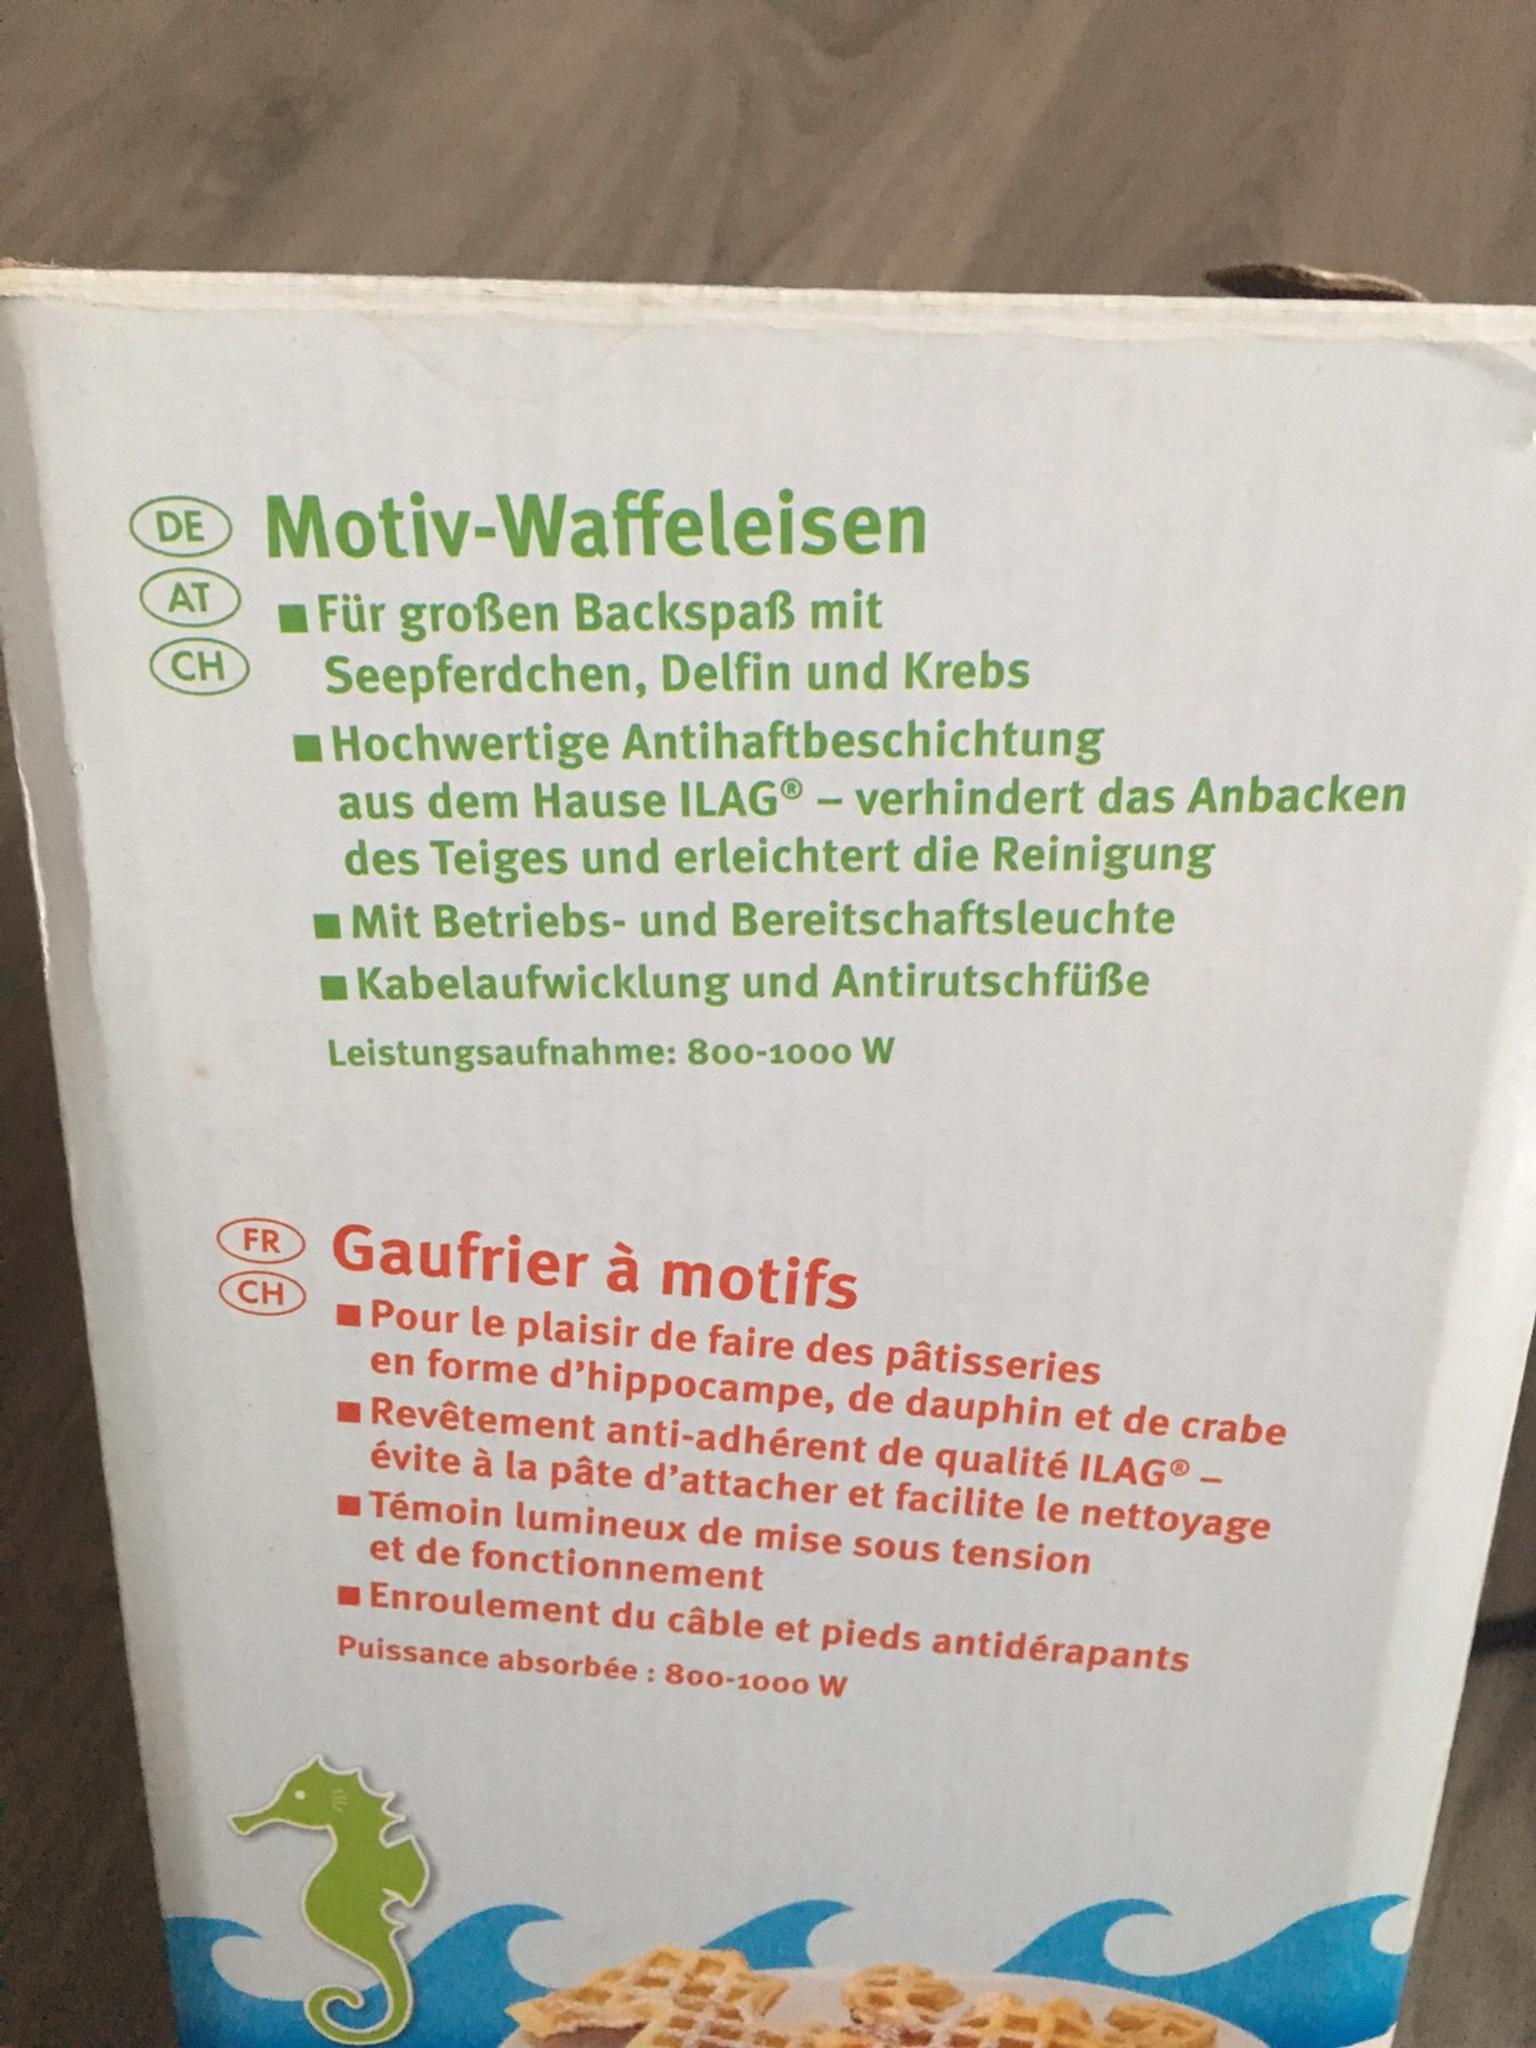 DE Motiv-Waffeleisen
AT
CH
■ Für großen Backspaß mit
Seepferdchen, Delfin und Krebs
■ Hochwertige Antihaftbeschichtung
aus dem Hause ILAG® – verhindert das Anbacken
des Teiges und erleichtert die Reinigung
■ Mit Betriebs- und Bereitschaftsleuchte
■ Kabelaufwicklung und Antirutschfüße
Leistungsaufnahme: 800-1000 W
FR Gaufrier à motifs
CH
■ Pour le plaisir de faire des pâtisseries
en forme d’hippocampe, de dauphin et de crabe
■ Revêtement anti-adhérent de qualité ILAG® –
évite à la pâte d’attacher et facilite le nettoyage
■ Témoin lumineux de mise sous tension
et de fonctionnement
■ Enroulement du câble et pieds antidérapants
Puissance absorbée : 800-1000 W